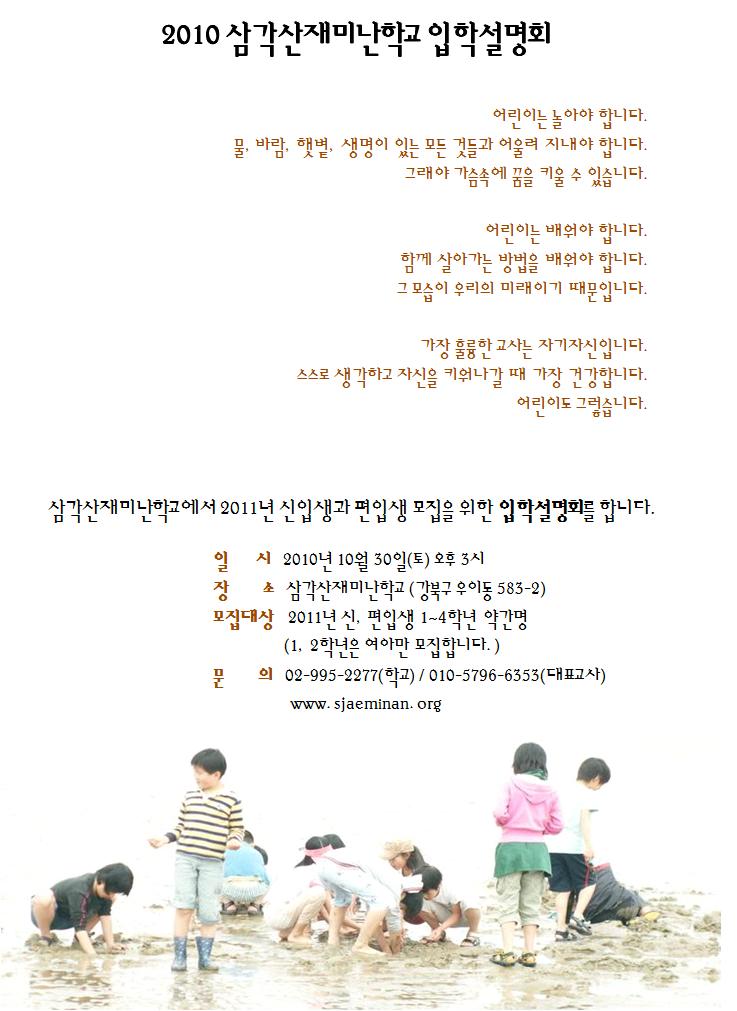 2010 삼각산재미난학교 입학설명회
어린이는 놀아야 합니다.
물, 바람, 햇볕, 생명이 있는 모든 것들과 어울려 지내야 합니다.
그래야 가슴속에 꿈을 키울 수 있습니다.
어린이는 배워야 합니다.
함께 살아가는 방법을 배워야 합니다.
그 모습이 우리의 미래이기 때문입니다.
가장 훌륭한 교사는 자기자신입니다.
스스로 생각하고 자신을 키워나갈 때 가장 건강합니다.
어린이도 그렇습니다.
삼각산재미난학교에서 2011년 신입생과 편입생 모집을 위한 입학설명회를 합니다.
일 시 2010년 10월 30일(토) 오후 3시
장 소 삼각산재미난학교 (강북구 우이동 583-2)
모집대상 2011년 신, 편입생 1~4학년 약간명
(1, 2학년은 여아만 모집합니다.)
문 의 02-995-2277(학교) / 010-5796-6353(대표교사)
www.sjaeminan.org